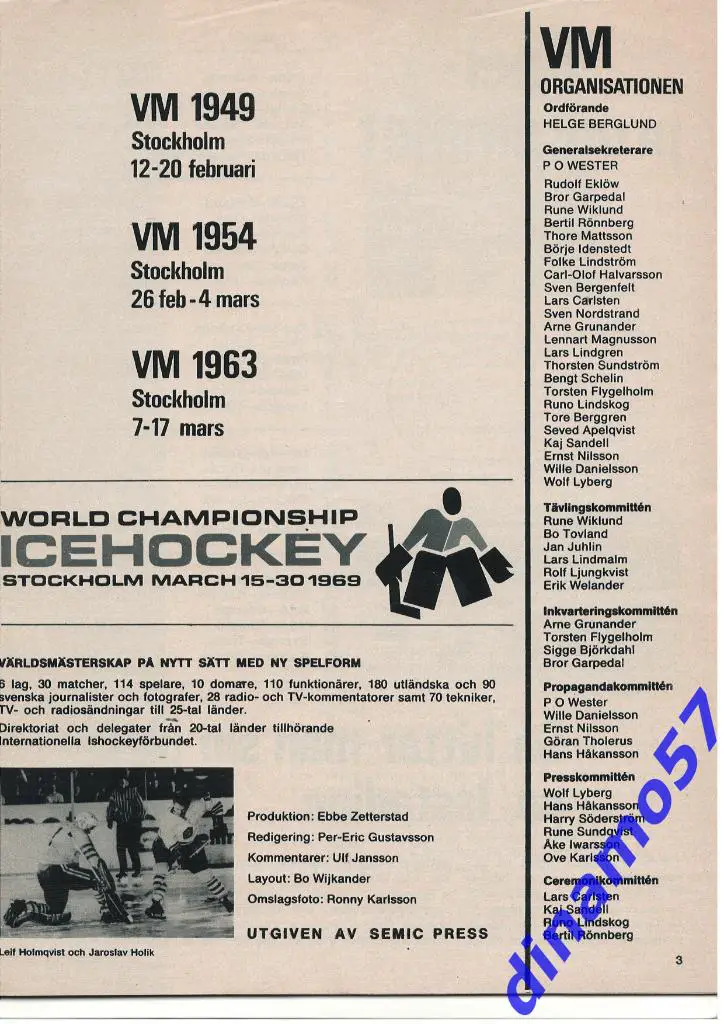 VM 1949
Stockholm
12-20 februari
VM 1954
Stockholm
26 feb - 4 mars
VM 1963
Stockholm
7-17 mars
WORLD CHAMPIONSHIP
ICEHOCKEY
STOCKHOLM MARCH 15-30 1969
VÄRLDSMÄSTERSKAP PÅ NYTT SÄTT MED NY SPELFORM
6 lag, 30 matcher, 114 spelare, 10 domare, 110 funktionärer, 180 utländska och 90
svenska journalister och fotografer, 28 radio- och TV-kommentatorer samt 70 tekniker,
TV- och radiosändningar till 25-tal länder.
Direktoriat och delegater från 20-tal länder tillhörande
Internationella Ishockeyförbundet.
Produktion: Ebbe Zetterstad
Redigering: Per-Eric Gustavsson
Kommentarer: Ulf Jansson
Layout: Bo Wijkander
Omslagsfoto: Ronny Karlsson
UTGIVEN AV SEMIC PRESS
Leif Holmqvist och Jaroslav Holik
VM
ORGANISATIONEN
Ordförande
HELGE BERGLUND
Generalsekreterare
P O WESTER
Rudolf Eklöw
Bror Garpedal
Rune Wiklund
Bertil Rönnberg
Thore Mattsson
Börje Idenstedt
Folke Lindström
Carl-Olof Halvarsson
Sven Bergenfelt
Lars Carlsten
Sven Nordstrand
Arne Grunander
Lennart Magnusson
Lars Lindgren
Thorsten Sundström
Bengt Schelin
Torsten Flygelholm
Runo Lindskog
Tore Berggren
Seved Apelqvist
Kaj Sandell
Ernst Nilsson
Wille Danielsson
Wolf Lyberg
Tävlingskommittén
Rune Wiklund
Bo Tovland
Jan Juhlin
Lars Lindmalm
Rolf Ljungkvist
Erik Welander
Inkvarteringskommittén
Arne Grunander
Torsten Flygelholm
Sigge Björkdahl
Bror Garpedal
Propagandakommittén
P O Wester
Wille Danielsson
Ernst Nilsson
Göran Tholerus
Hans Håkansson
Presskommittén
Wolf Lyberg
Hans Håkansson
Harry Söderström
Rune Sundqvist
Åke Iwarsson
Ove Karlsson
Ceremonikommittén
Lars Carlsten
Kaj Sandell
Runo Lindskog
Bertil Rönnberg
3
dinamo57